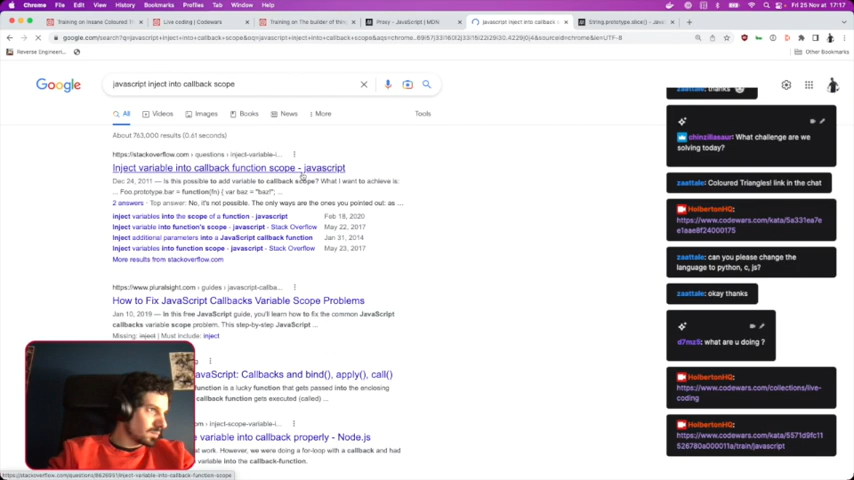 Chrome File Edit View History Bookmarks Profiles Tab Window Help
Fri 25 Nov 17:17
Training on Insane Coloured T
Live coding | Codewars
Training on The builder of thin
Proxy - JavaScript | MDN
javascript inject into callback
String.prototype.slice() - Java
Reverse Engineerin
Other Bookmarks
Google
javascript inject into callback scope
All
Videos
Images
Books
News
More
Tools
About 763,000 results (0.61 seconds)
https://stackoverflow.com › questions › inject-variable-i...
Inject variable into callback function scope - javascript
Dec 24, 2011 — Is this possible to add variable to callback scope? What I want to achieve is:
... Foo.prototype.bar = function(fn) { var baz = "baz!"; ...
2 answers · Top answer: No, it's not possible. The only ways are the ones you pointed out: as ...
inject variables into the scope of a function - javascript Feb 18, 2020
Inject variables into function's scope - javascript - Stack Overflow May 22, 2017
Inject additional parameters into a JavaScript callback function Jan 31, 2014
Inject variables into function scope - javascript - Stack Overflow May 23, 2017
More results from stackoverflow.com
https://www.pluralsight.com › guides › javascript-callba...
How to Fix JavaScript Callbacks Variable Scope Problems
Jan 10, 2019 — In this free JavaScript guide, you'll learn how to fix the common JavaScript
callbacks variable scope problem. This step-by-step JavaScript ...
Missing: inject | Must include: inject
JavaScript: Callbacks and bind(), apply(), call()
function is a lucky function that gets passed into the enclosing
callback function gets executed (called) ...
inject-scope-variable-i...
variable into callback properly - Node.js
work. However, we were doing a for-loop with a callback and had
the callback-function.
zaattale: thanks
chinzillasaur: What challenge are we
solving today?
zaattale: Coloured Triangles! link in the chat
HolbertonHQ:
https://www.codewars.com/kata/5a331ea7e
e1aae8f24000175
zaattale: can you please change the
language to python, c, js?
zaattale: okay thanks
d7mz5: what are u doing ?
HolbertonHQ:
https://www.codewars.com/collections/live-
coding
HolbertonHQ:
https://www.codewars.com/kata/5571d9fc11
526780a000011a/train/javascript